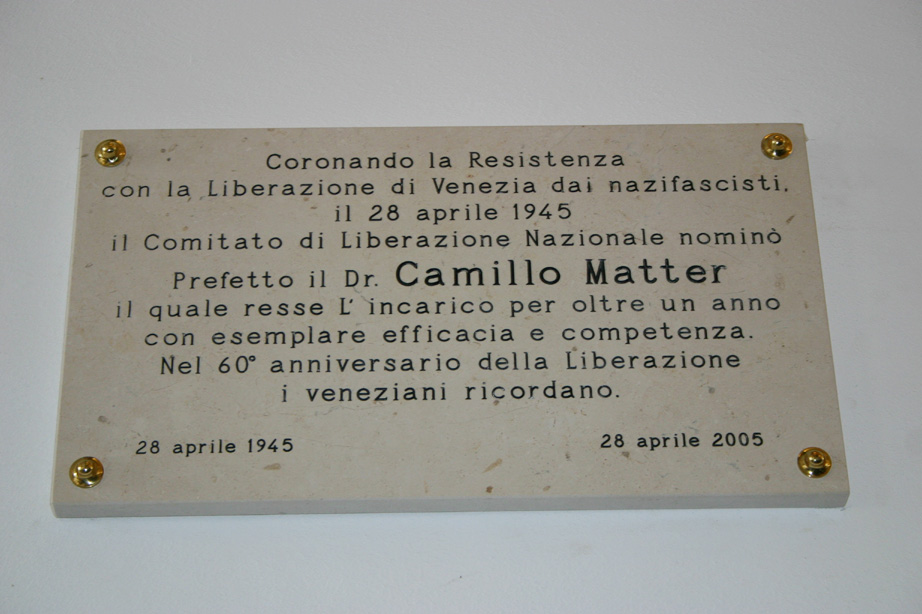 Coronando la Resistenza
con la Liberazione di Venezia dai nazifascisti,
il 28 aprile 1945
il Comitato di Liberazione Nazionale nominò
Prefetto il Dr. Camillo Matter
il quale resse L' incarico per oltre un anno
con esemplare efficacia e competenza.
Nel 60° anniversario della Liberazione
i veneziani ricordano.
28 aprile 1945 28 aprile 2005